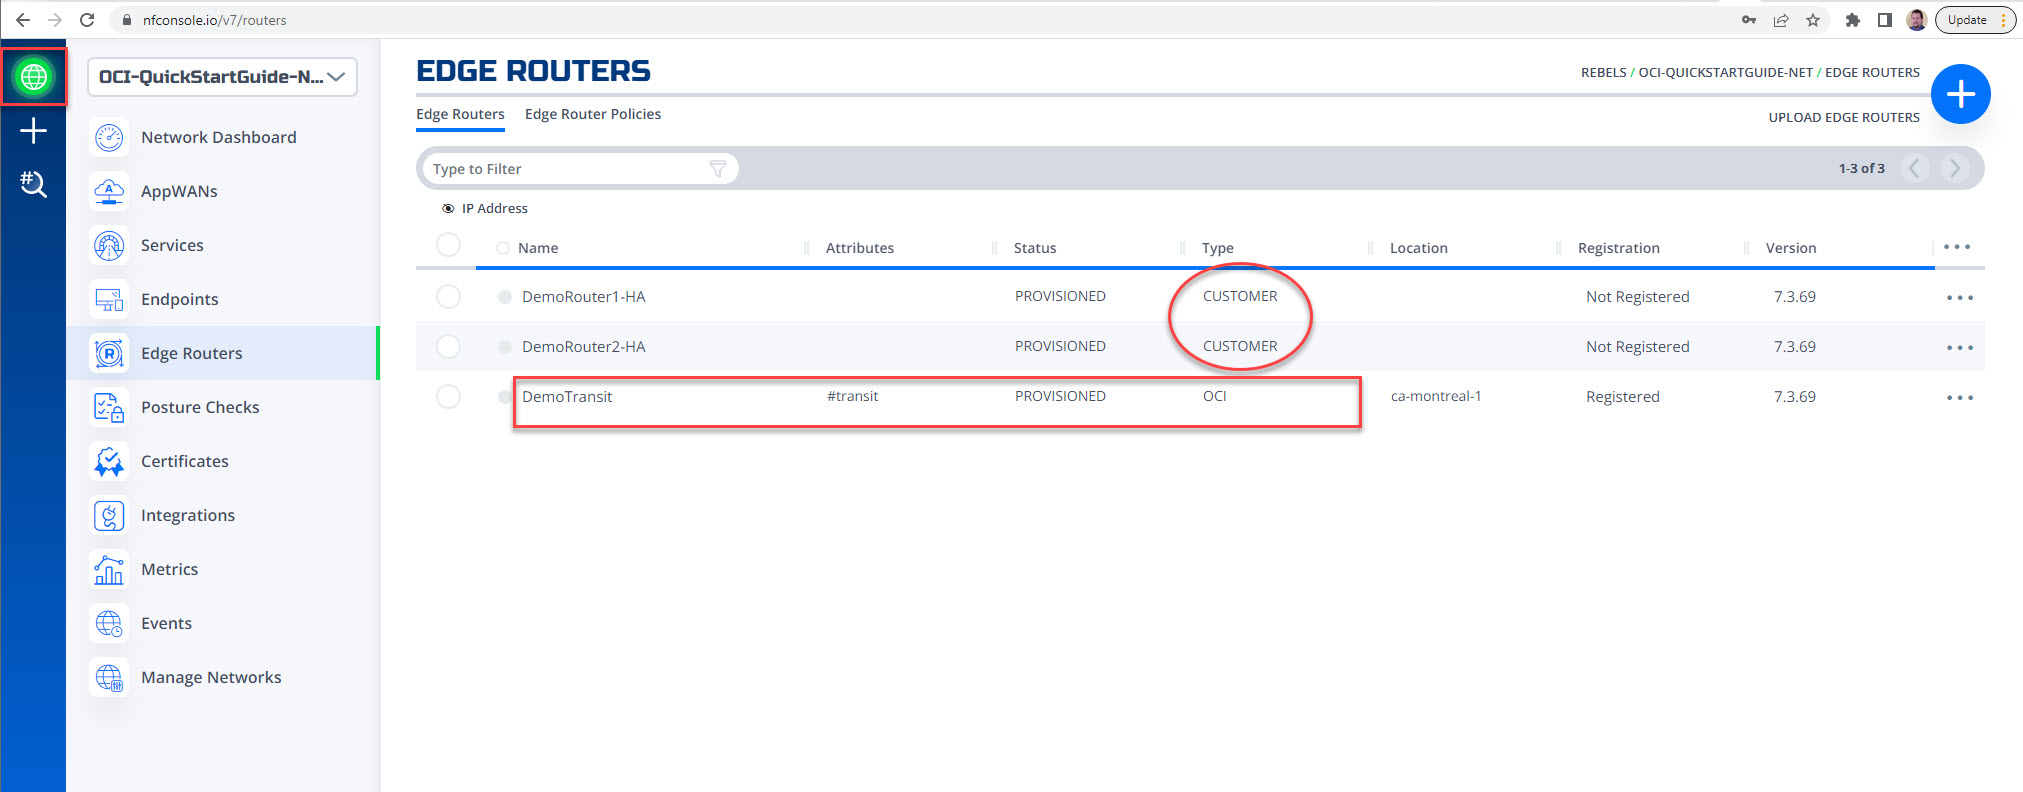 nfconsole.io/v7/routers
Update
OCI-QuickStartGuide-N...
Network Dashboard
AppWANs
Services
Endpoints
Edge Routers
Posture Checks
Certificates
Integrations
Metrics
Events
Manage Networks
EDGE ROUTERS
REBELS / OCI-QUICKSTARTGUIDE-NET / EDGE ROUTERS
Edge Routers Edge Router Policies
UPLOAD EDGE ROUTERS
Type to Filter
1-3 of 3
IP Address
Name Attributes Status Type Location Registration Version
DemoRouter1-HA PROVISIONED CUSTOMER Not Registered 7.3.69
DemoRouter2-HA PROVISIONED CUSTOMER Not Registered 7.3.69
DemoTransit #transit PROVISIONED OCI ca-montreal-1 Registered 7.3.69